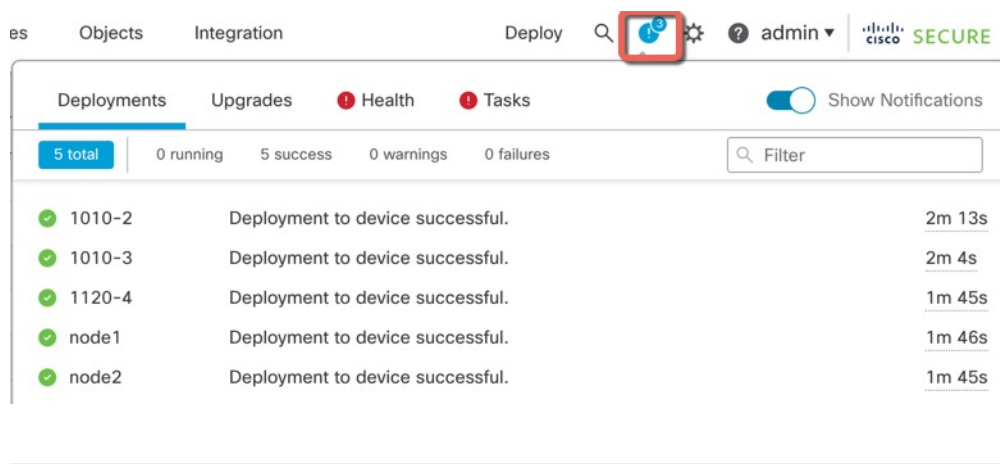 es Objects Integration Deploy 3 ? admin cisco SECURE
Deployments Upgrades ! Health ! Tasks Show Notifications
5 total 0 running 5 success 0 warnings 0 failures Filter
1010-2 Deployment to device successful. 2m 13s
1010-3 Deployment to device successful. 2m 4s
1120-4 Deployment to device successful. 1m 45s
node1 Deployment to device successful. 1m 46s
node2 Deployment to device successful. 1m 45s